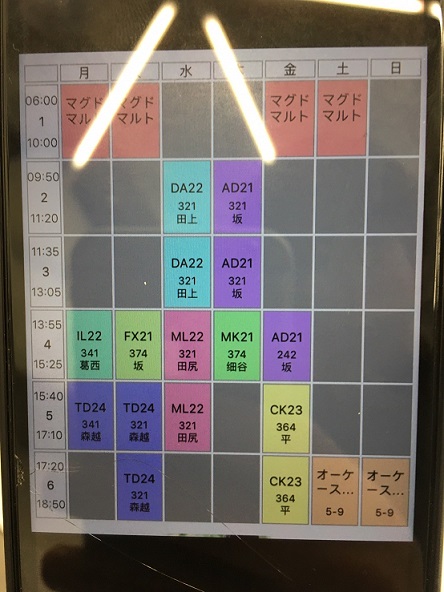 月 水 金 土 日
06:00
1
10:00
マグド
マルト
マグド
マルト
マグド
マルト
マグド
マルト
09:50
2
11:20
DA22
321
田上
AD21
321
坂
11:35
3
13:05
DA22
321
田上
AD21
321
坂
13:55
4
15:25
IL22
341
葛西
FX21
374
坂
ML22
321
田尻
MK21
374
細谷
AD21
242
坂
15:40
5
17:10
TD24
341
森越
TD24
321
森越
ML22
321
田尻
CK23
364
平
17:20
6
18:50
TD24
321
森越
CK23
364
平
オーケ
ース...
5-9
オーケ
ース...
5-9